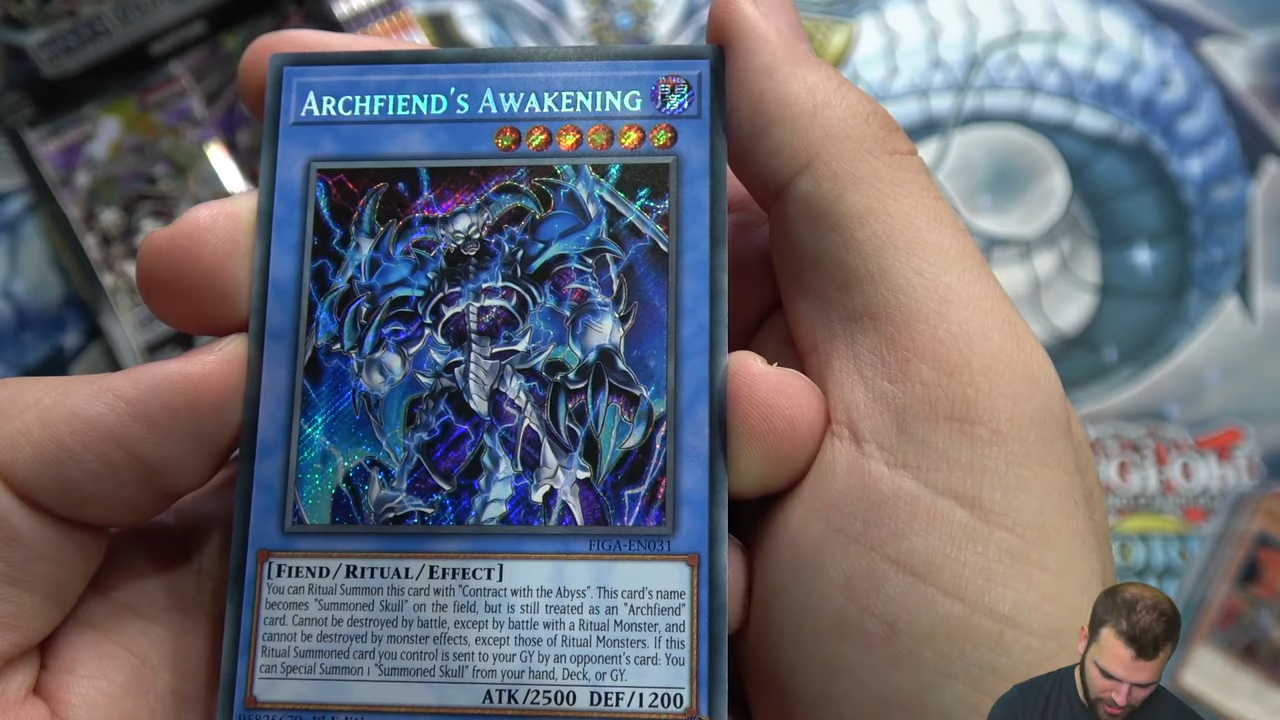 ARCHFIEND'S AWAKENING
FIGA-EN031
[FIEND/RITUAL/EFFECT]
You can Ritual Summon this card with "Contract with the Abyss". This card's name
becomes "Summoned Skull" on the field, but is still treated as an "Archfiend"
card. Cannot be destroyed by battle, except by battle with a Ritual Monster, and
cannot be destroyed by monster effects, except those of Ritual Monsters. If this
Ritual Summoned card you control is sent to your GY by an opponent's card: You
can Special Summon 1 "Summoned Skull" from your hand, Deck, or GY.
ATK/2500 DEF/1200